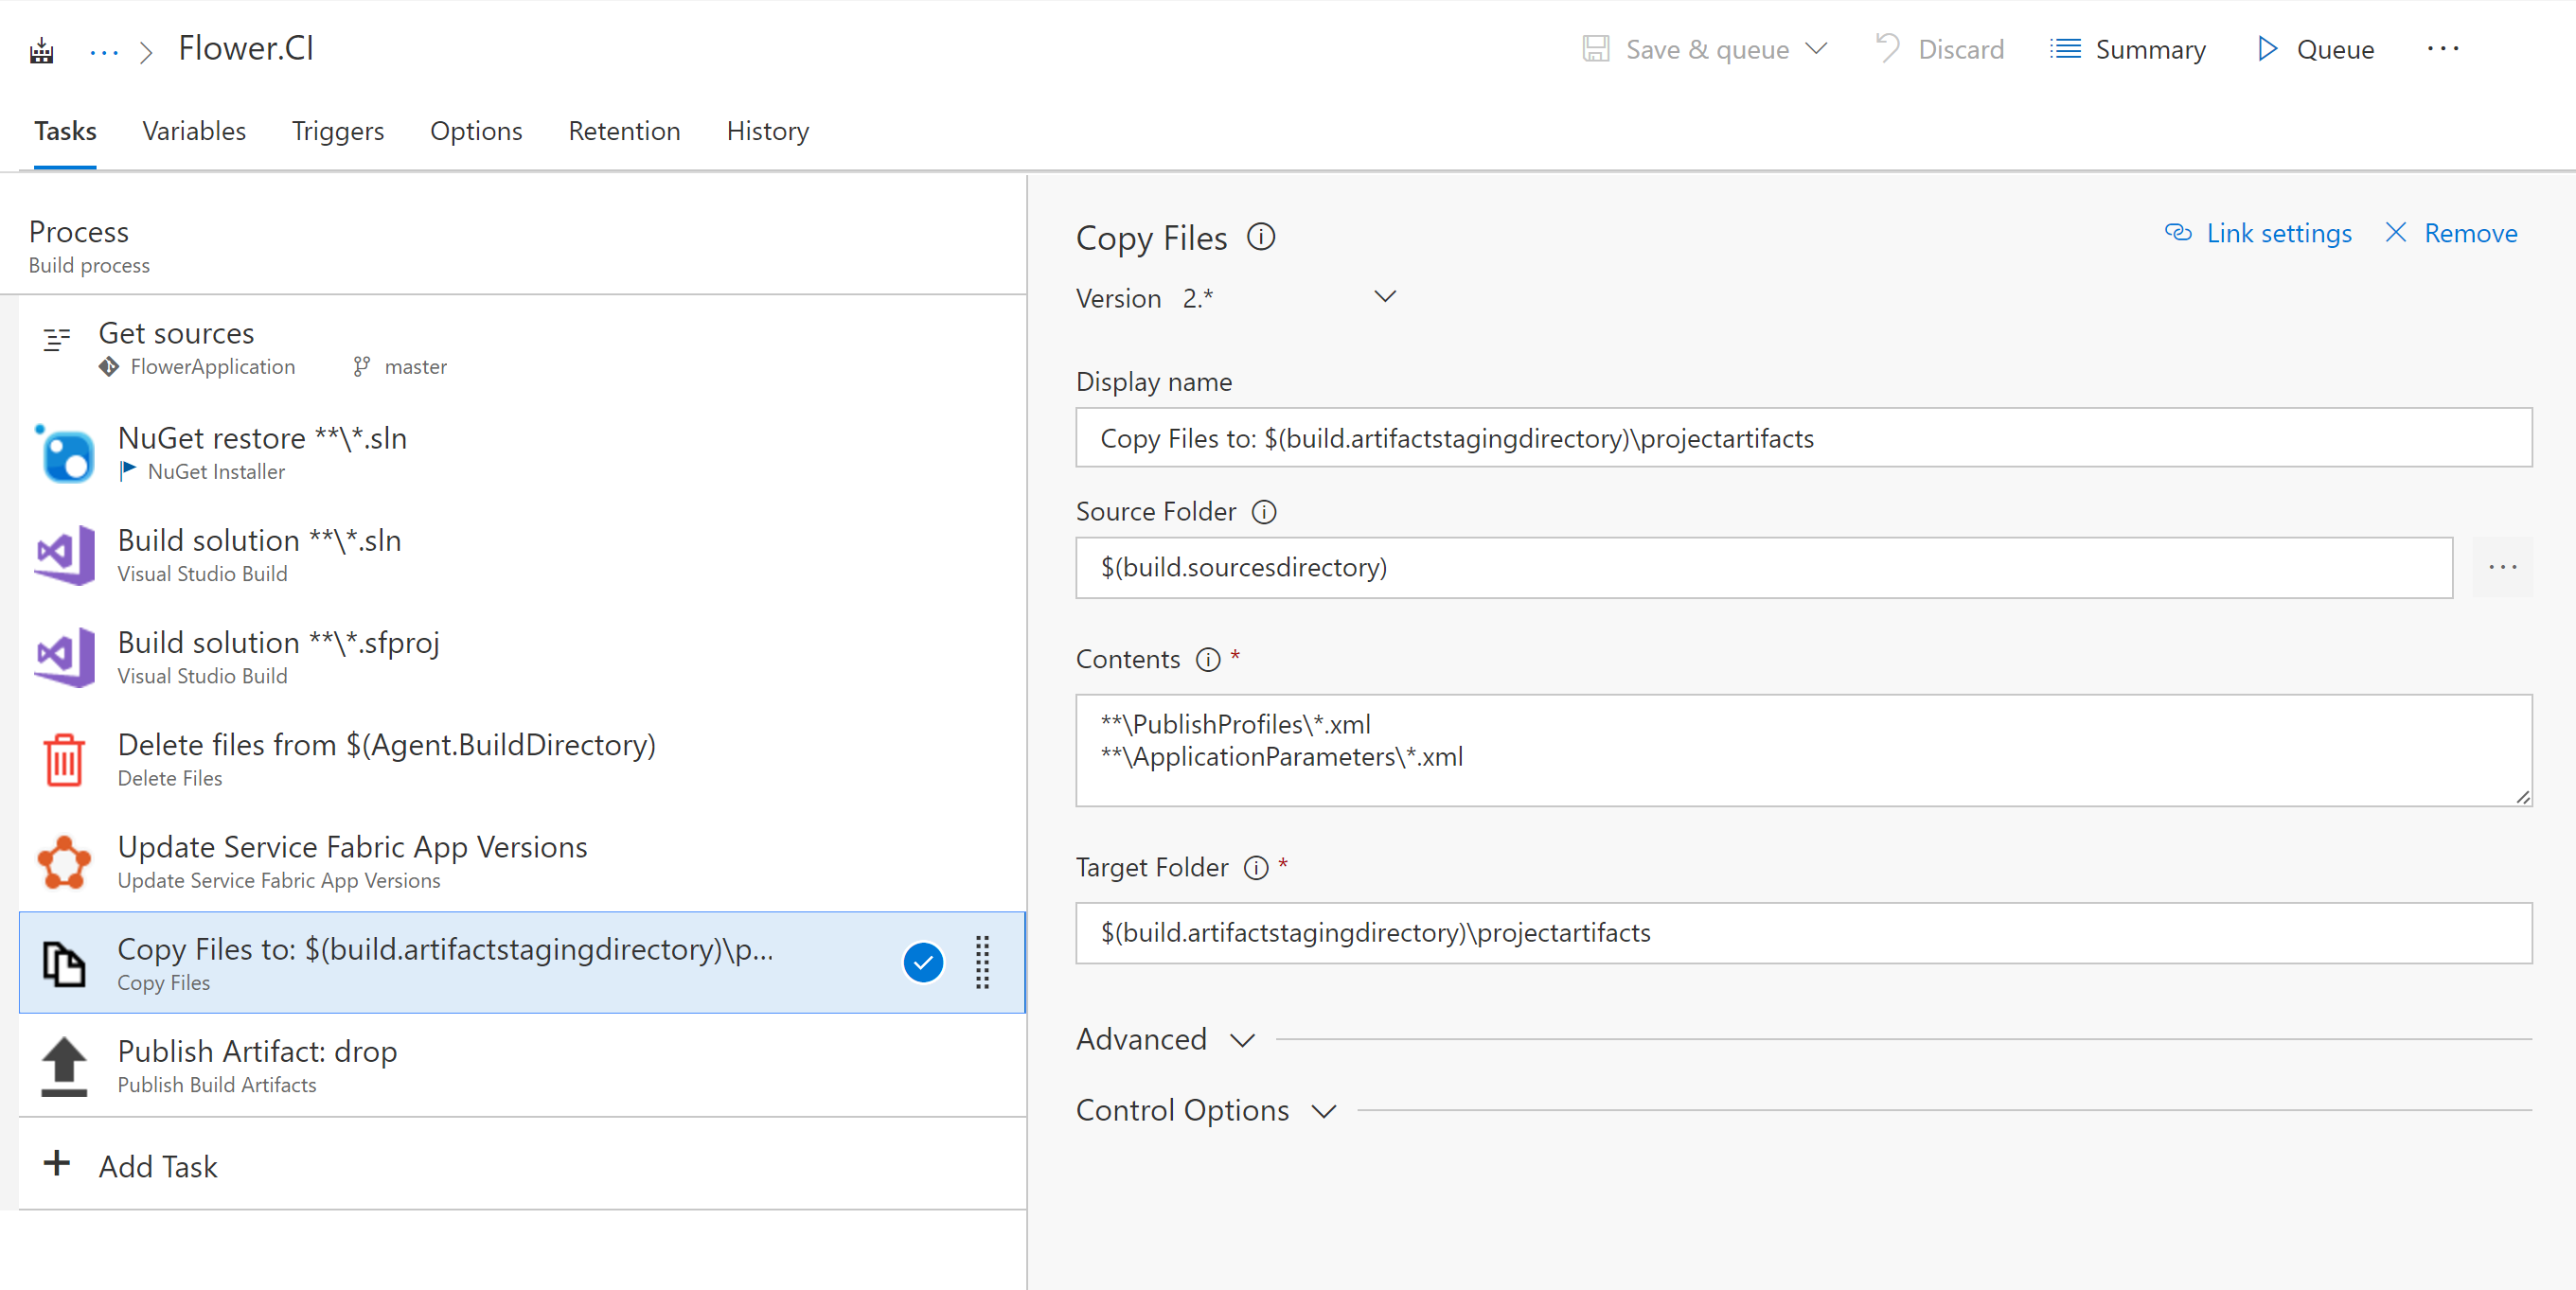 Flower.CI
Save & queue
Discard
Summary
Queue
Tasks
Variables
Triggers
Options
Retention
History
Process
Build process
Get sources
FlowerApplication
master
NuGet restore **\*.sln
NuGet Installer
Build solution **\*.sln
Visual Studio Build
Build solution **\*.sfproj
Visual Studio Build
Delete files from $(Agent.BuildDirectory)
Delete Files
Update Service Fabric App Versions
Update Service Fabric App Versions
Copy Files to: $(build.artifactstagingdirectory)\p...
Copy Files
Publish Artifact: drop
Publish Build Artifacts
Add Task
Copy Files
Link settings
Remove
Version 2.*
Display name
Copy Files to: $(build.artifactstagingdirectory)\projectartifacts
Source Folder
$(build.sourcesdirectory)
Contents *
**\PublishProfiles\*.xml
**\ApplicationParameters\*.xml
Target Folder *
$(build.artifactstagingdirectory)\projectartifacts
Advanced
Control Options